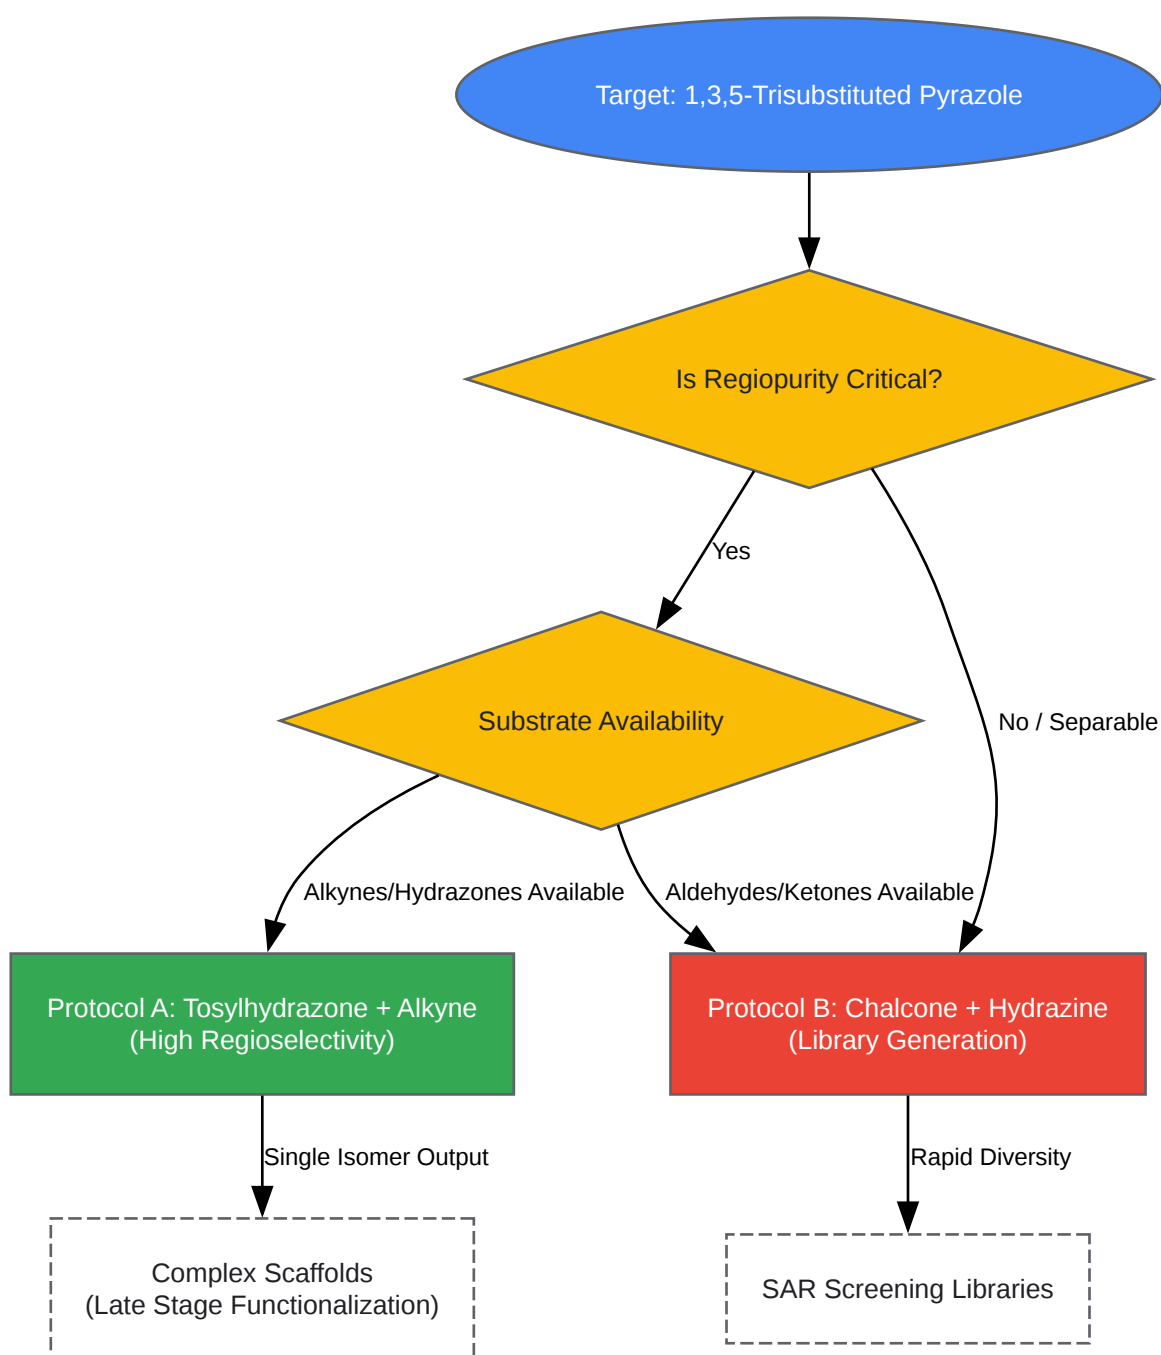 Target: 1,3,5-Trisubstituted Pyrazole
Is Regiopurity Critical?
Yes
Substrate Availability
No / Separable
Alkynes/Hydrazones Available
Aldehydes/Ketones Available
Protocol A: Tosylhydrazone + Alkyne
(High Regioselectivity)
Protocol B: Chalcone + Hydrazine
(Library Generation)
Single Isomer Output
Rapid Diversity
Complex Scaffolds
(Late Stage Functionalization)
SAR Screening Libraries